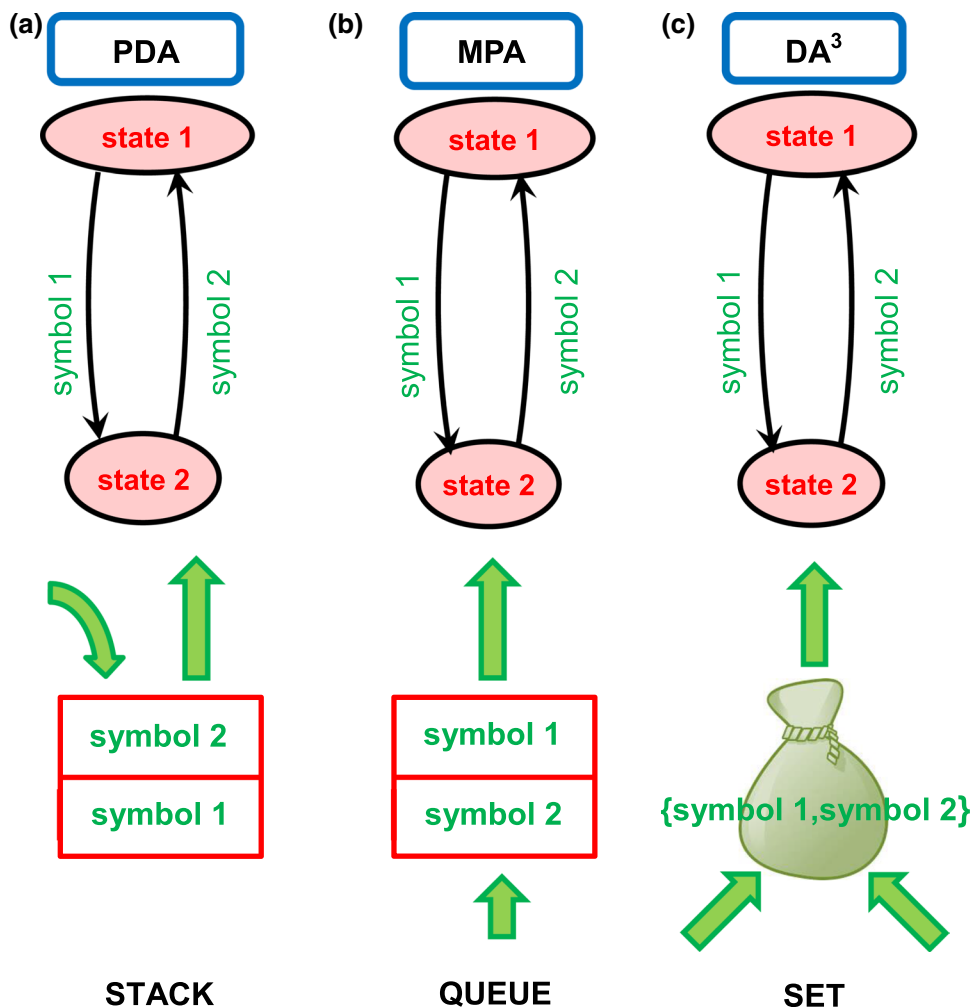 (a)
PDA
state 1
symbol 1
symbol 2
state 2
symbol 2
symbol 1
STACK
(b)
MPA
state 1
symbol 1
symbol 2
state 2
symbol 1
symbol 2
QUEUE
(c)
DA³
state 1
symbol 1
symbol 2
state 2
{symbol 1,symbol 2}
SET